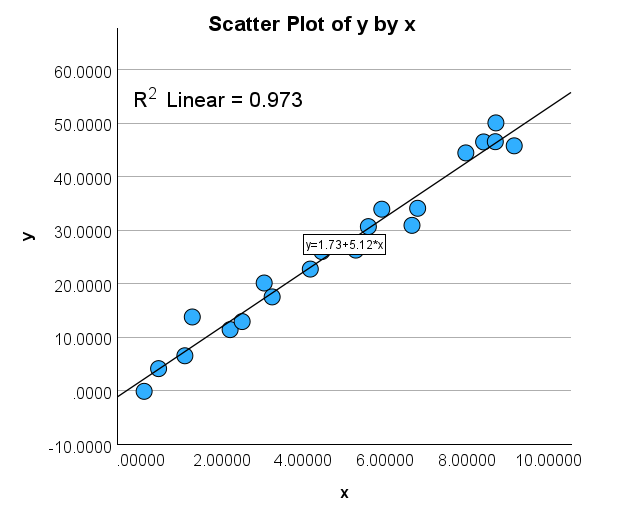 Scatter Plot of y by x
60.0000
R² Linear = 0.973
50.0000
40.0000
30.0000
y
y=1.73+5.12*x
20.0000
10.0000
.0000
-10.0000
.00000 2.00000 4.00000 6.00000 8.00000 10.00000
x